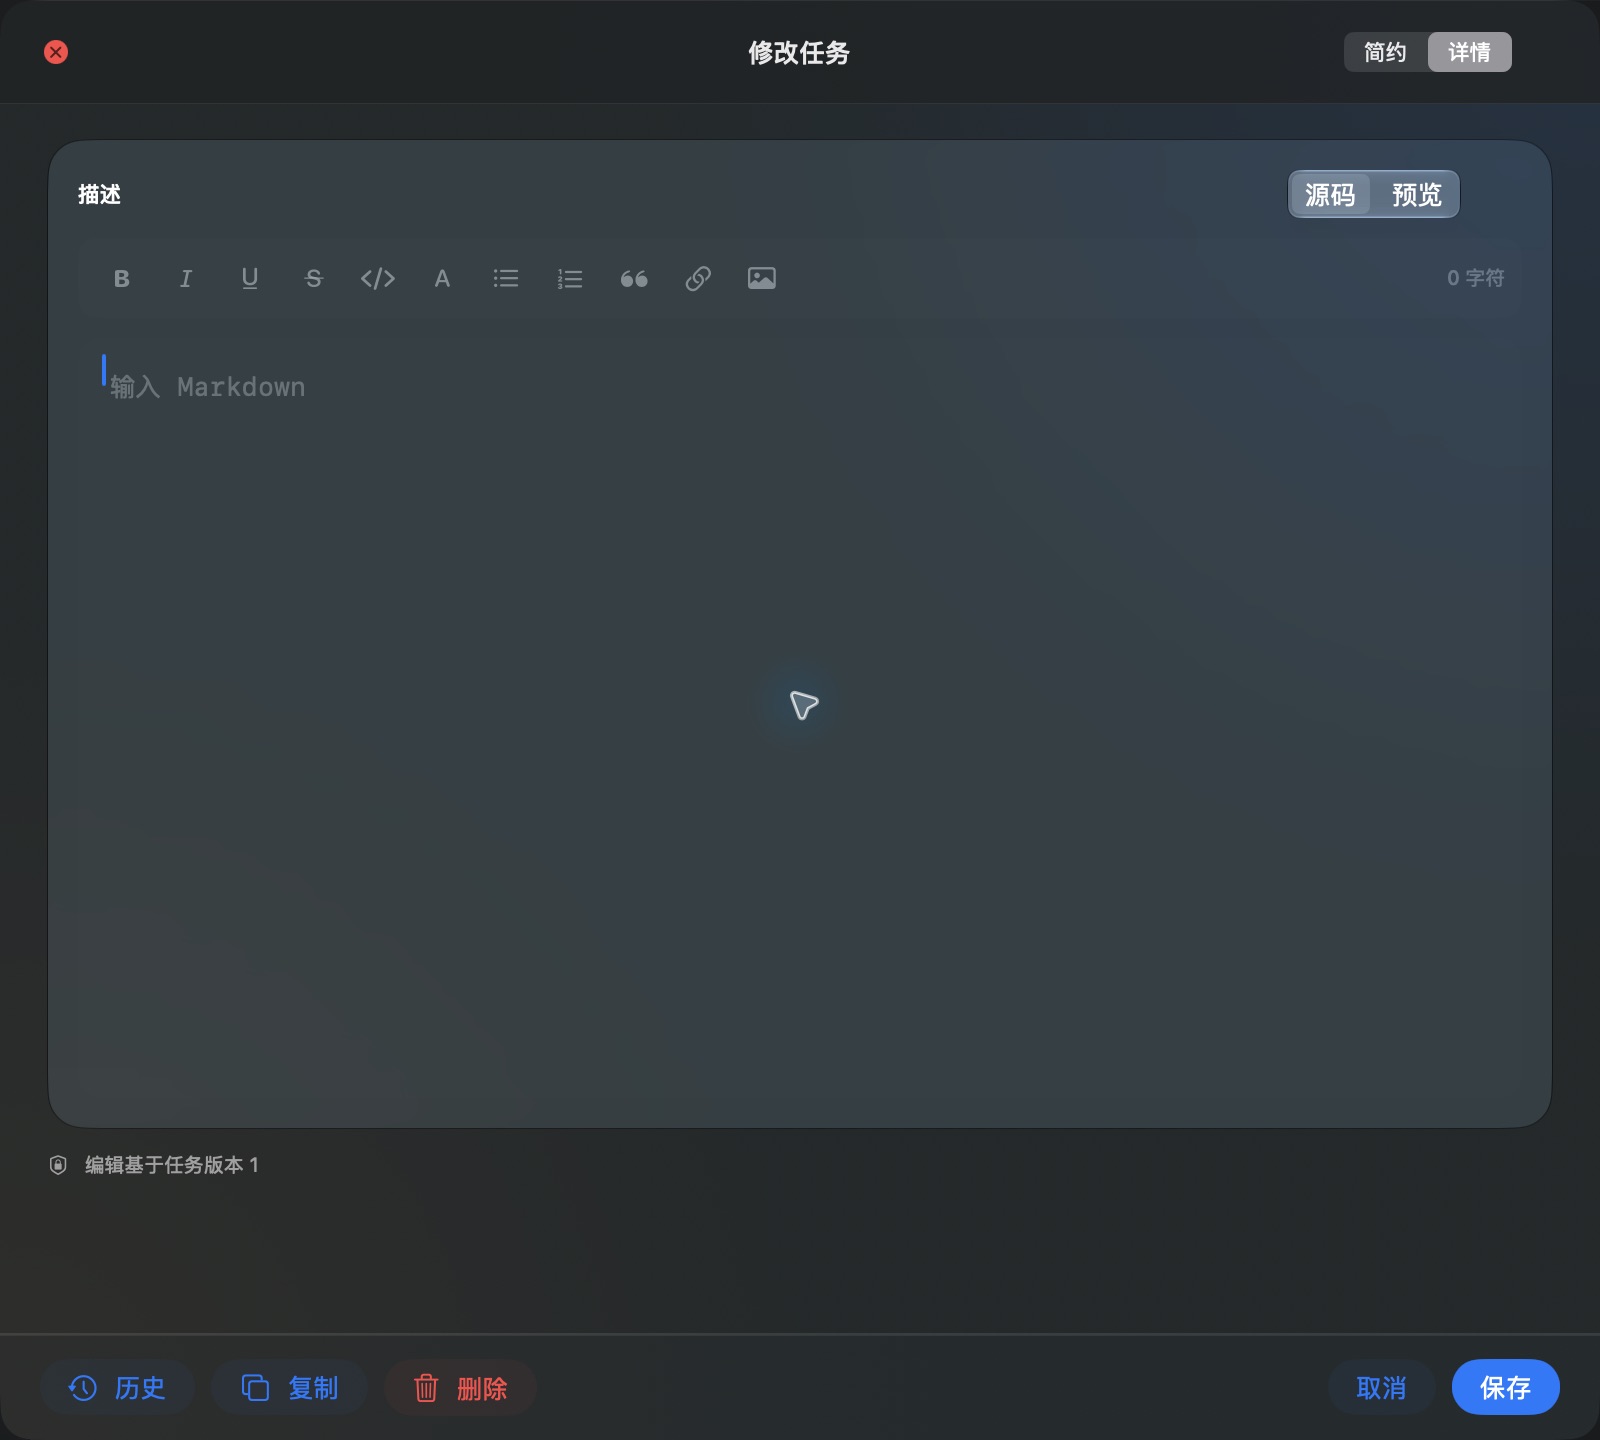 修改任务
简约 详情
描述
源码 预览
B I U S </> A
0 字符
输入 Markdown
编辑基于任务版本 1
历史 复制 删除 取消 保存